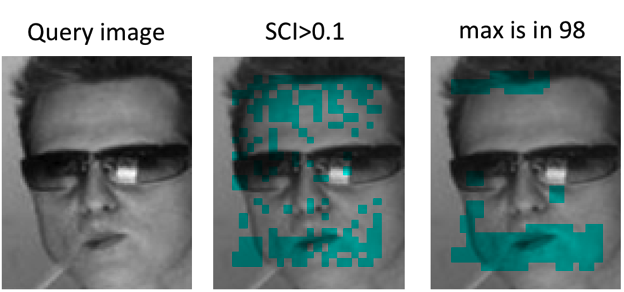 Query image
SCI>0.1
max is in 98